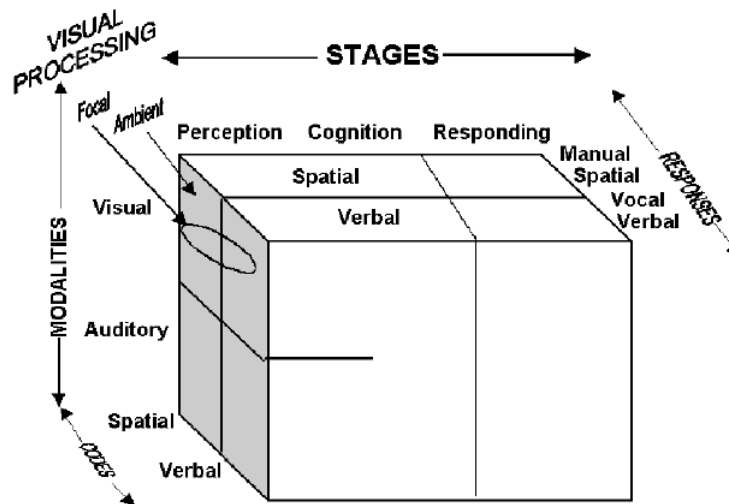 VISUAL
PROCESSING
STAGES
Focal
Ambient
Perception Cognition Responding
Manual
Spatial
Spatial
Vocal
Verbal
Visual
Verbal
RESPONSES
MODALITIES
Auditory
Spatial
Verbal
CODES